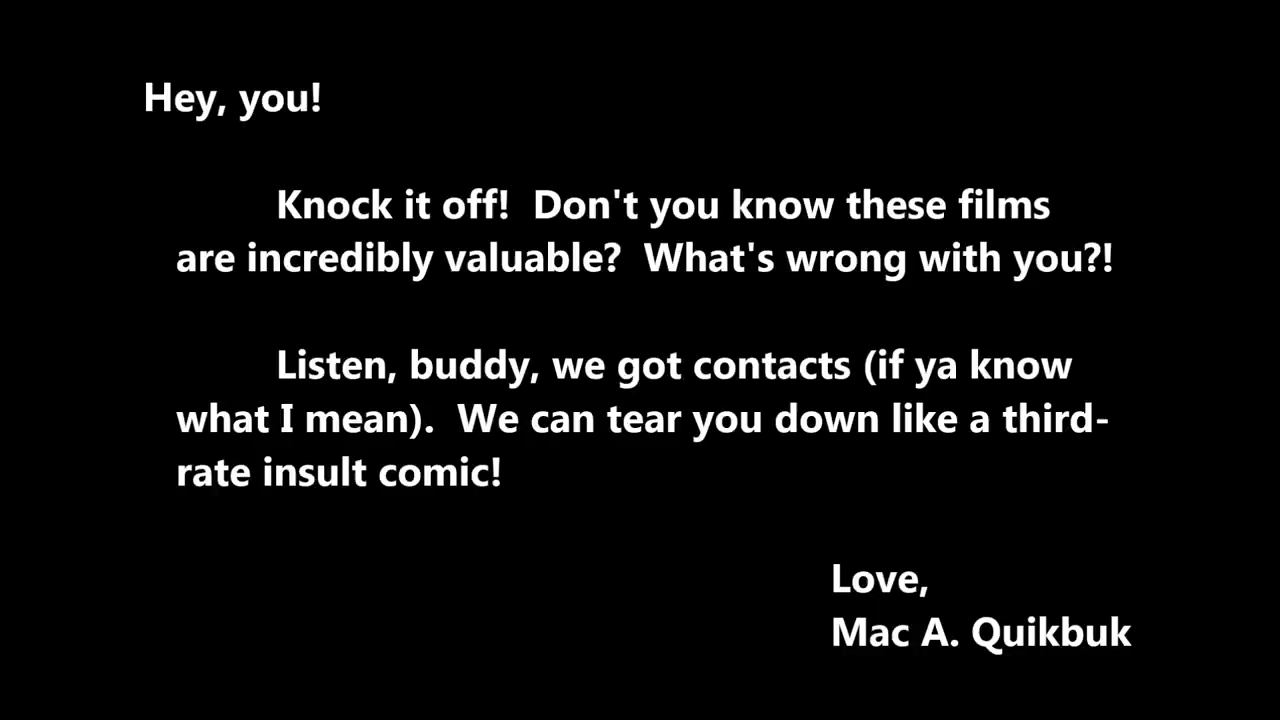 Hey, you!
Knock it off!  Don't you know these films
are incredibly valuable?  What's wrong with you?!
Listen, buddy, we got contacts (if ya know
what I mean).  We can tear you down like a third-
rate insult comic!
Love,
Mac A. Quikbuk